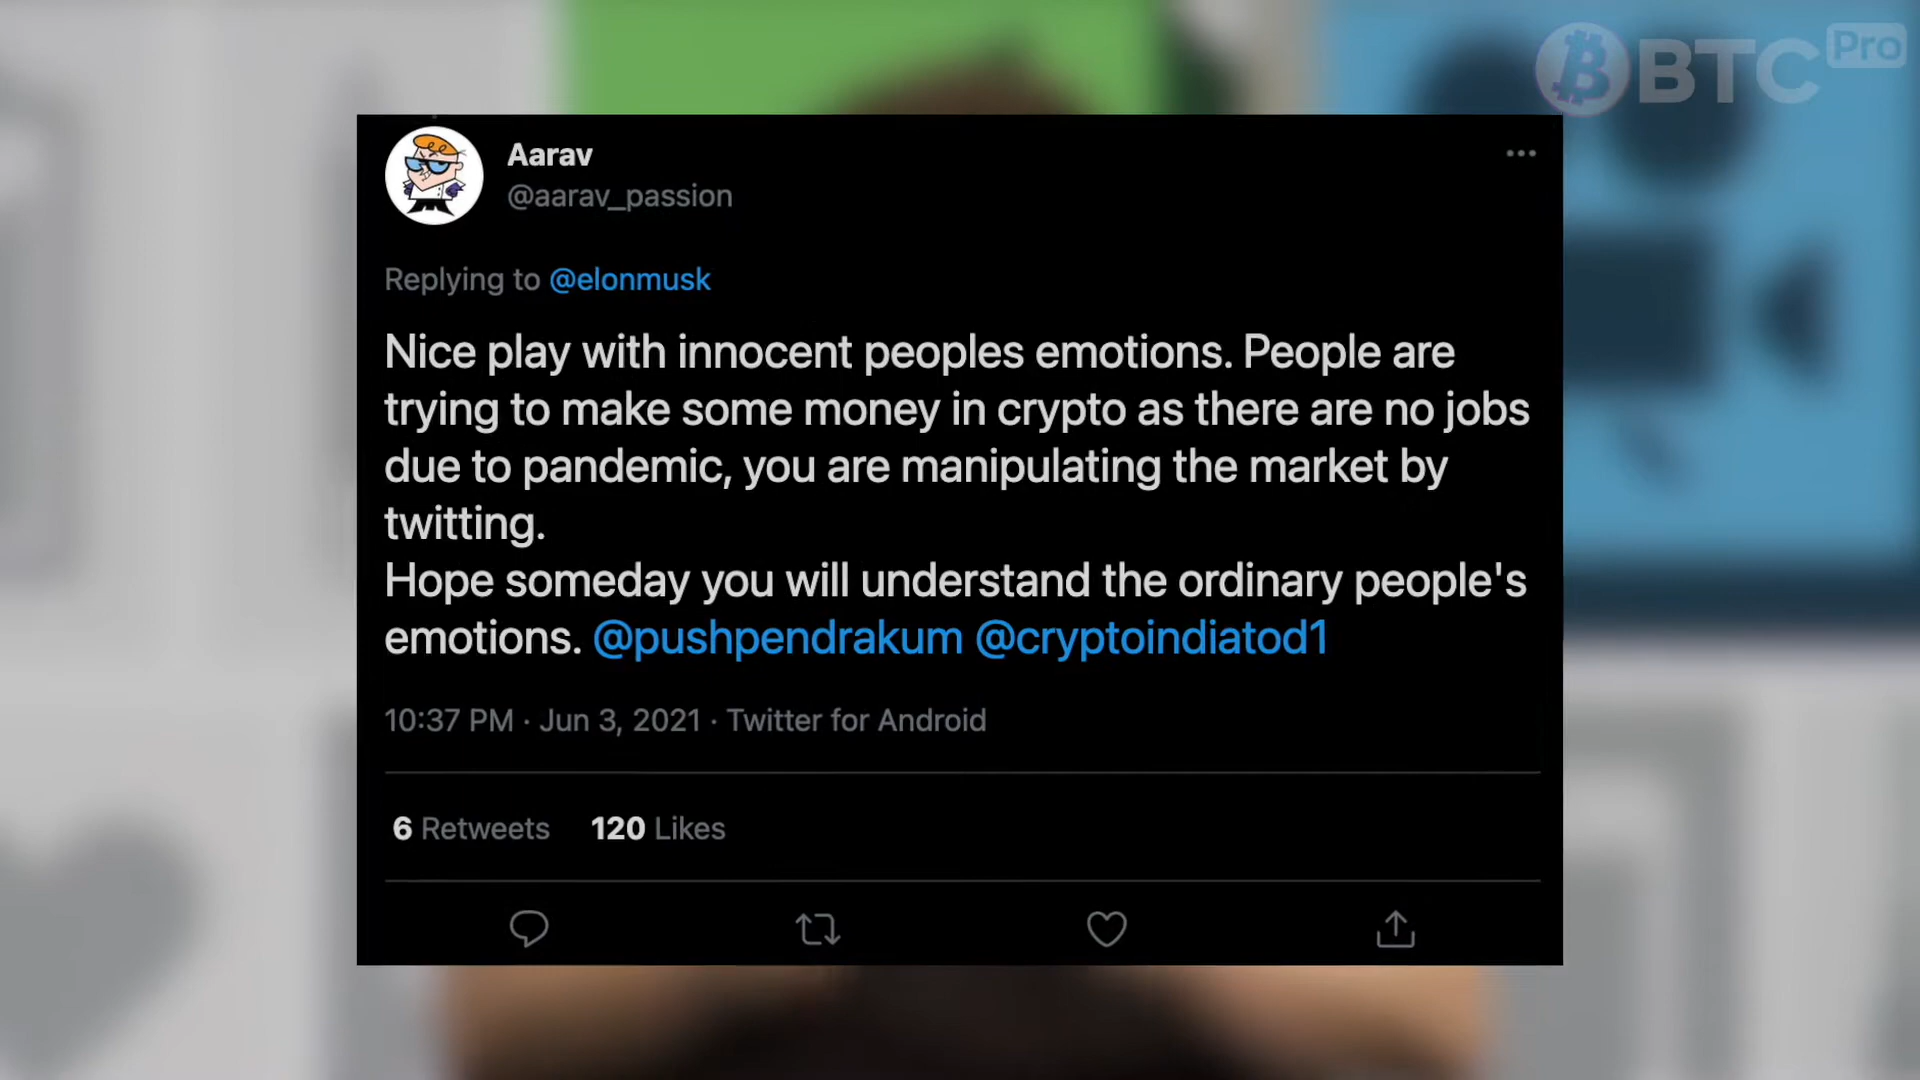 BTC Pro
Aarav
@aarav_passion
Replying to @elonmusk
Nice play with innocent peoples emotions. People are
trying to make some money in crypto as there are no jobs
due to pandemic, you are manipulating the market by
twitting.
Hope someday you will understand the ordinary people's
emotions. @pushpendrakum @cryptoindiatod1
10:37 PM · Jun 3, 2021 · Twitter for Android
6 Retweets 120 Likes